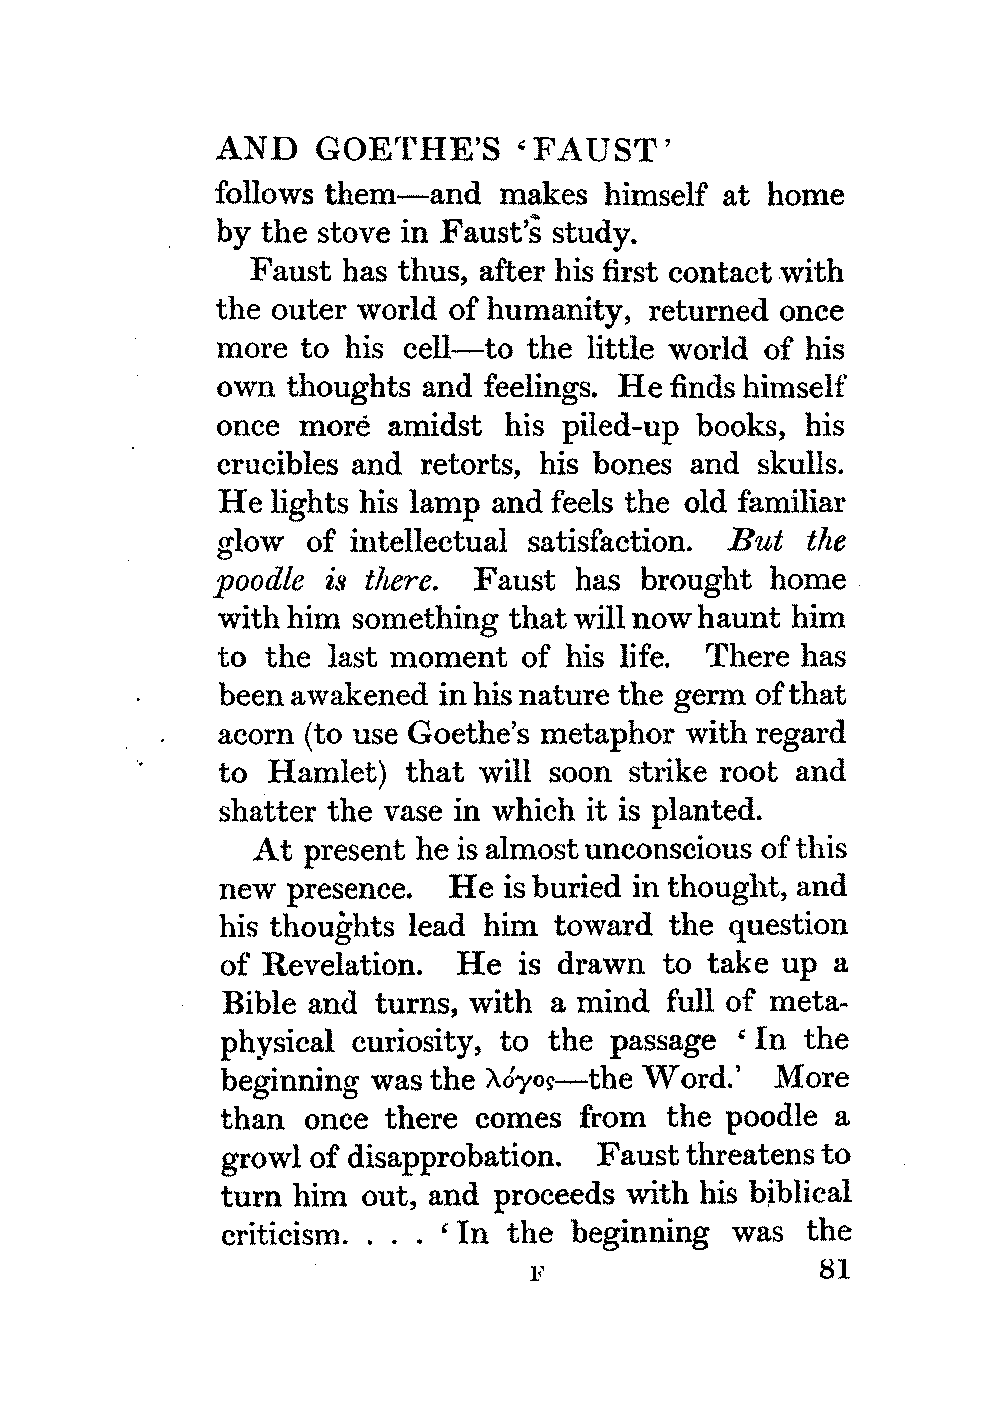 AND GOETHE'S ‘FAUST’
follows them—and makes himself at home
by the stove in Faust's study.
Faust has thus, after his first contact with
the outer world of humanity, returned once
more to his cell—to the little world of his
own thoughts and feelings. He finds himself
once more amidst his piled-up books, his
crucibles and retorts, his bones and skulls.
He lights his lamp and feels the old familiar
glow of intellectual satisfaction. But the
poodle is there. Faust has brought home
with him something that will now haunt him
to the last moment of his life. There has
been awakened in his nature the germ of that
acorn (to use Goethe's metaphor with regard
to Hamlet) that will soon strike root and
shatter the vase in which it is planted.
At present he is almost unconscious of this
new presence. He is buried in thought, and
his thoughts lead him toward the question
of Revelation. He is drawn to take up a
Bible and turns, with a mind full of meta-
physical curiosity, to the passage ‘In the
beginning was the λόγος—the Word.’ More
than once there comes from the poodle a
growl of disapprobation. Faust threatens to
turn him out, and proceeds with his biblical
criticism. . . . ‘In the beginning was the
F 81